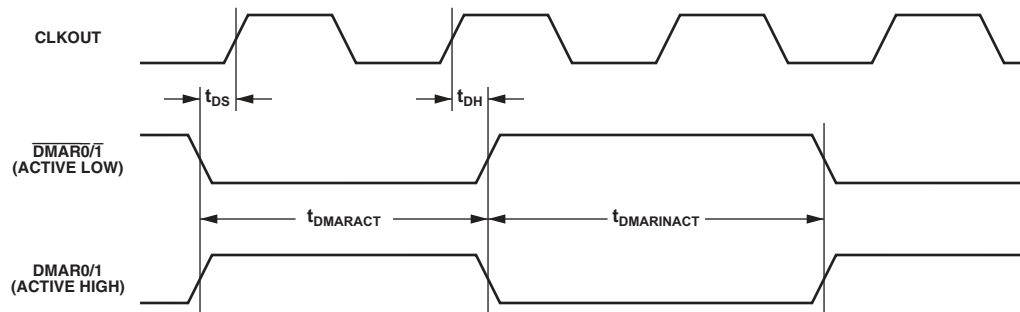 CLKOUT
tDS
tDH
DMAR0/1
(ACTIVE LOW)
tDMARACT
tDMARINACT
DMAR0/1
(ACTIVE HIGH)